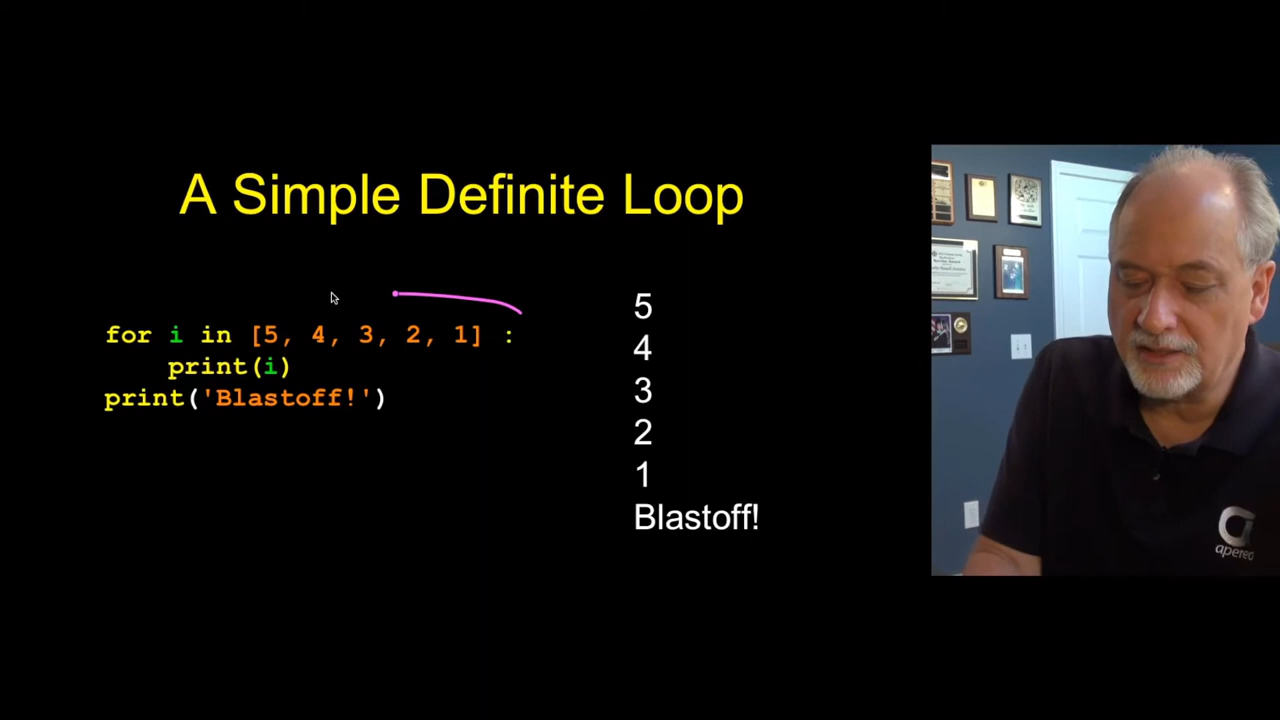 A Simple Definite Loop
for i in [5, 4, 3, 2, 1] :
    print(i)
print('Blastoff!')
5
4
3
2
1
Blastoff!
apereo